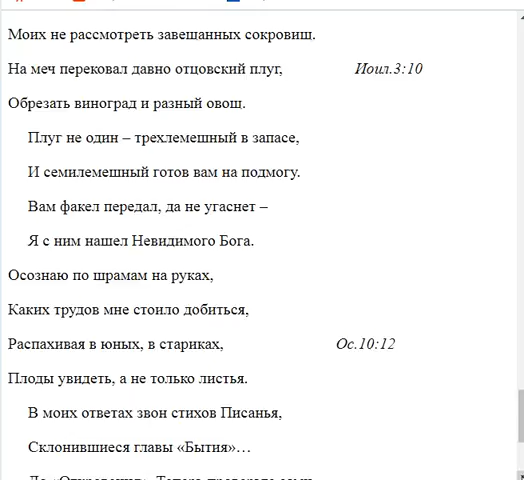 Моих не рассмотреть завешанных сокровищ.
На меч перековал давно отцовский плуг, Иоил.3:10
Обрезать виноград и разный овощ.
Плуг не один – трехлемешный в запасе,
И семилемешный готов вам на подмогу.
Вам факел передал, да не угаснет –
Я с ним нашел Невидимого Бога.
Осознаю по шрамам на руках,
Каких трудов мне стоило добиться,
Распахивая в юных, в стариках, Ос.10:12
Плоды увидеть, а не только листья.
В моих ответах звон стихов Писанья,
Склонившиеся главы «Бытия»…